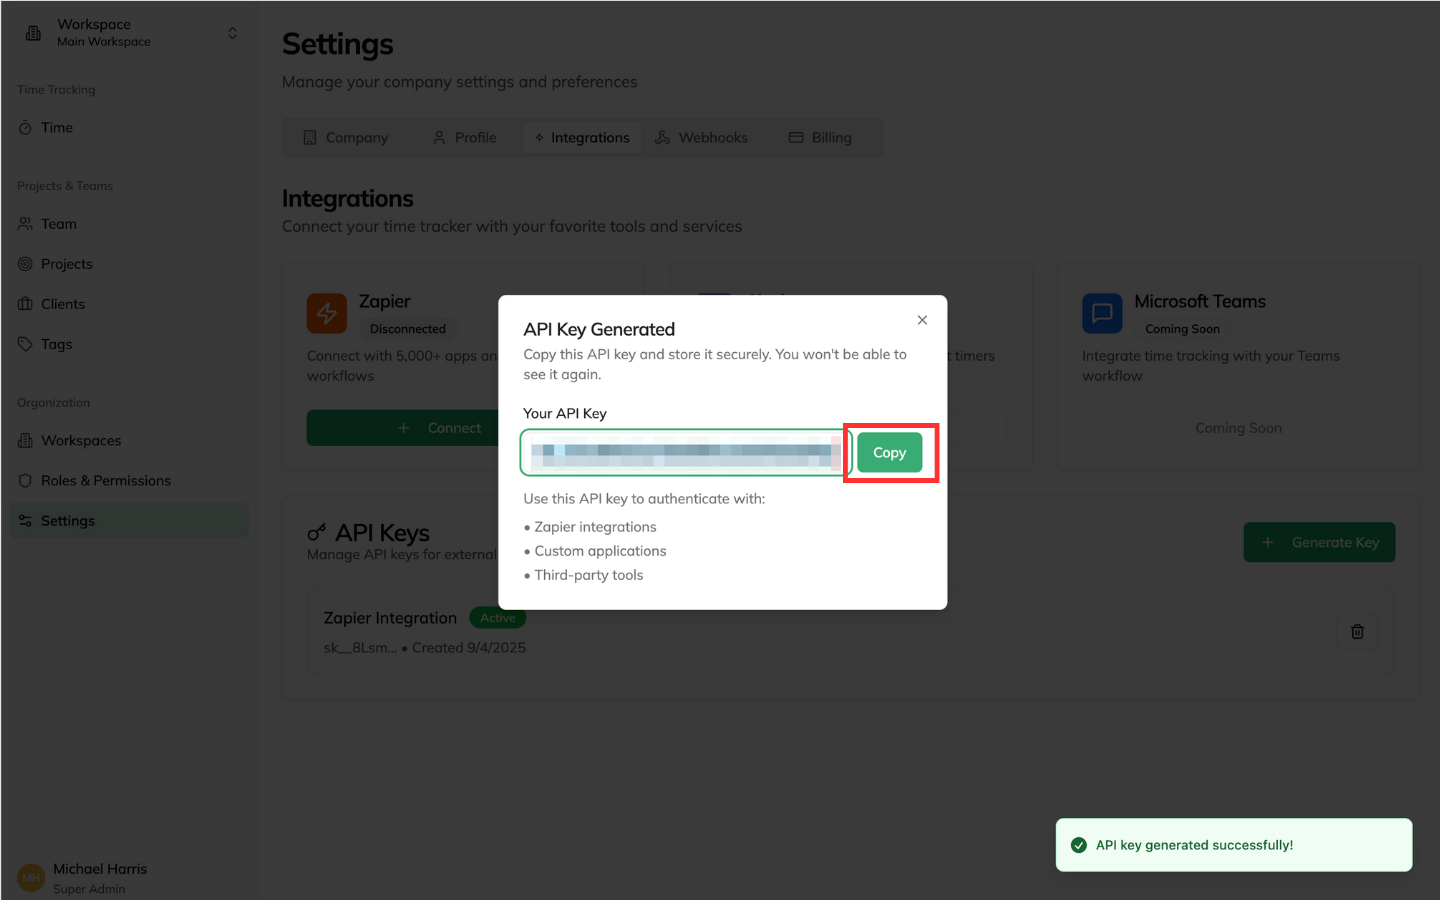 Workspace
Main Workspace
Time Tracking
Time
Projects & Teams
Team
Projects
Clients
Tags
Organization
Workspaces
Roles & Permissions
Settings
Michael Harris
MH
Super Admin
Settings
Manage your company settings and preferences
Company
Profile
Integrations
Webhooks
Billing
Integrations
Connect your time tracker with your favorite tools and services
Zapier
Disconnected
Connect with 5,000+ apps an
workflows
+ Connect
t timers
Microsoft Teams
Coming Soon
Integrate time tracking with your Teams
workflow
Coming Soon
API Keys
Manage API keys for external
+ Generate Key
Zapier Integration
Active
sk__8Lsm... • Created 9/4/2025
API Key Generated
Copy this API key and store it securely. You won't be able to
see it again.
Your API Key
Copy
Use this API key to authenticate with:
• Zapier integrations
• Custom applications
• Third-party tools
API key generated successfully!